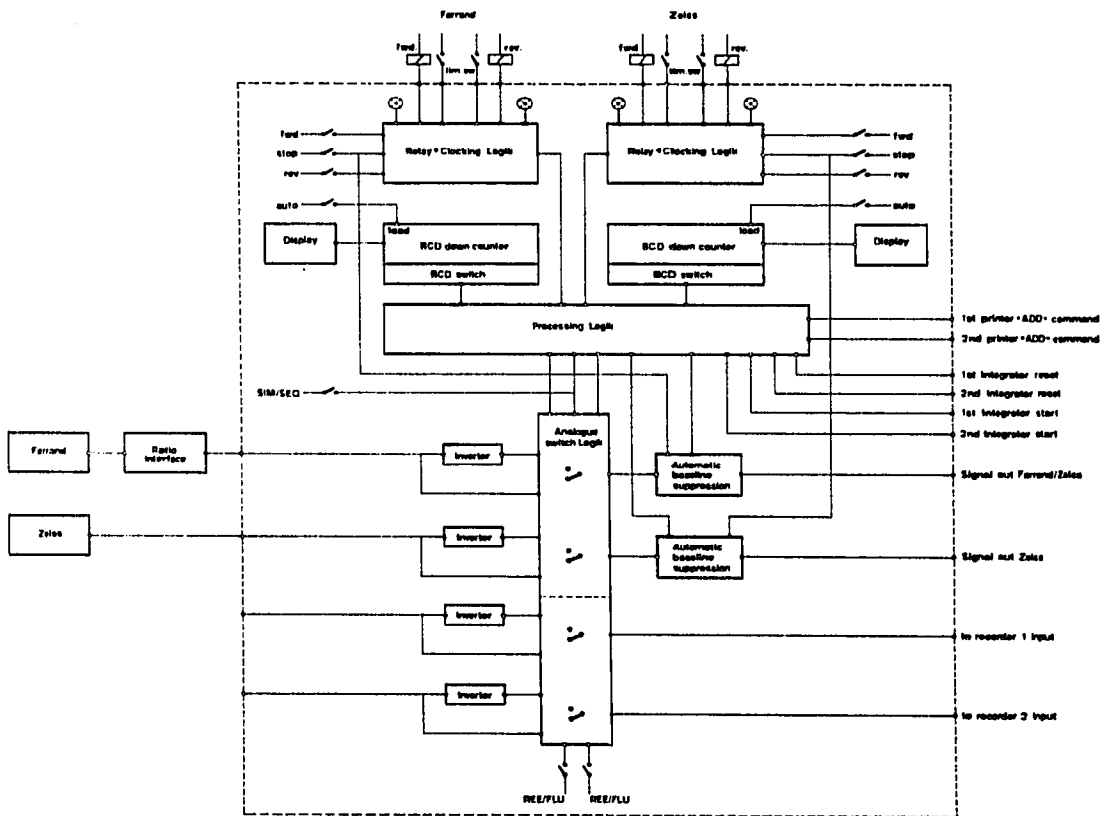 Farrand
Zeiss
fwd.
lim. sw
rev.
fwd
lim. sw
rev.
fwd
stop
rev
auto
Relay + Clocking Logik
Relay + Clocking Logik
fwd
stop
rev
auto
Display
load
BCD down counter
BCD switch
load
BCD down counter
BCD switch
Display
Processing Logik
1st printer "ADD" command
2nd printer "ADD" command
1st Integrator reset
2nd Integrator reset
1st Integrator start
2nd Integrator start
SIM/SEQ
Analogue
switch Logik
Farrand
Ratio
Interface
Inverter
Automatic
baseline
suppression
Signal out Farrand/Zeiss
Zeiss
Inverter
Automatic
baseline
suppression
Signal out Zeiss
Inverter
to recorder 1 input
Inverter
to recorder 2 input
REE/FLU
REE/FLU